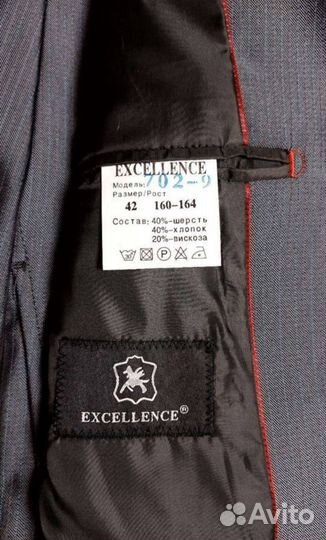 EXCELLENCE
Модель: 702-9
Размер/Рост
42 160-164
Состав: 40%-шерсть
40%-хлопок
20%-вискоза
EXCELLENCE®
Avito